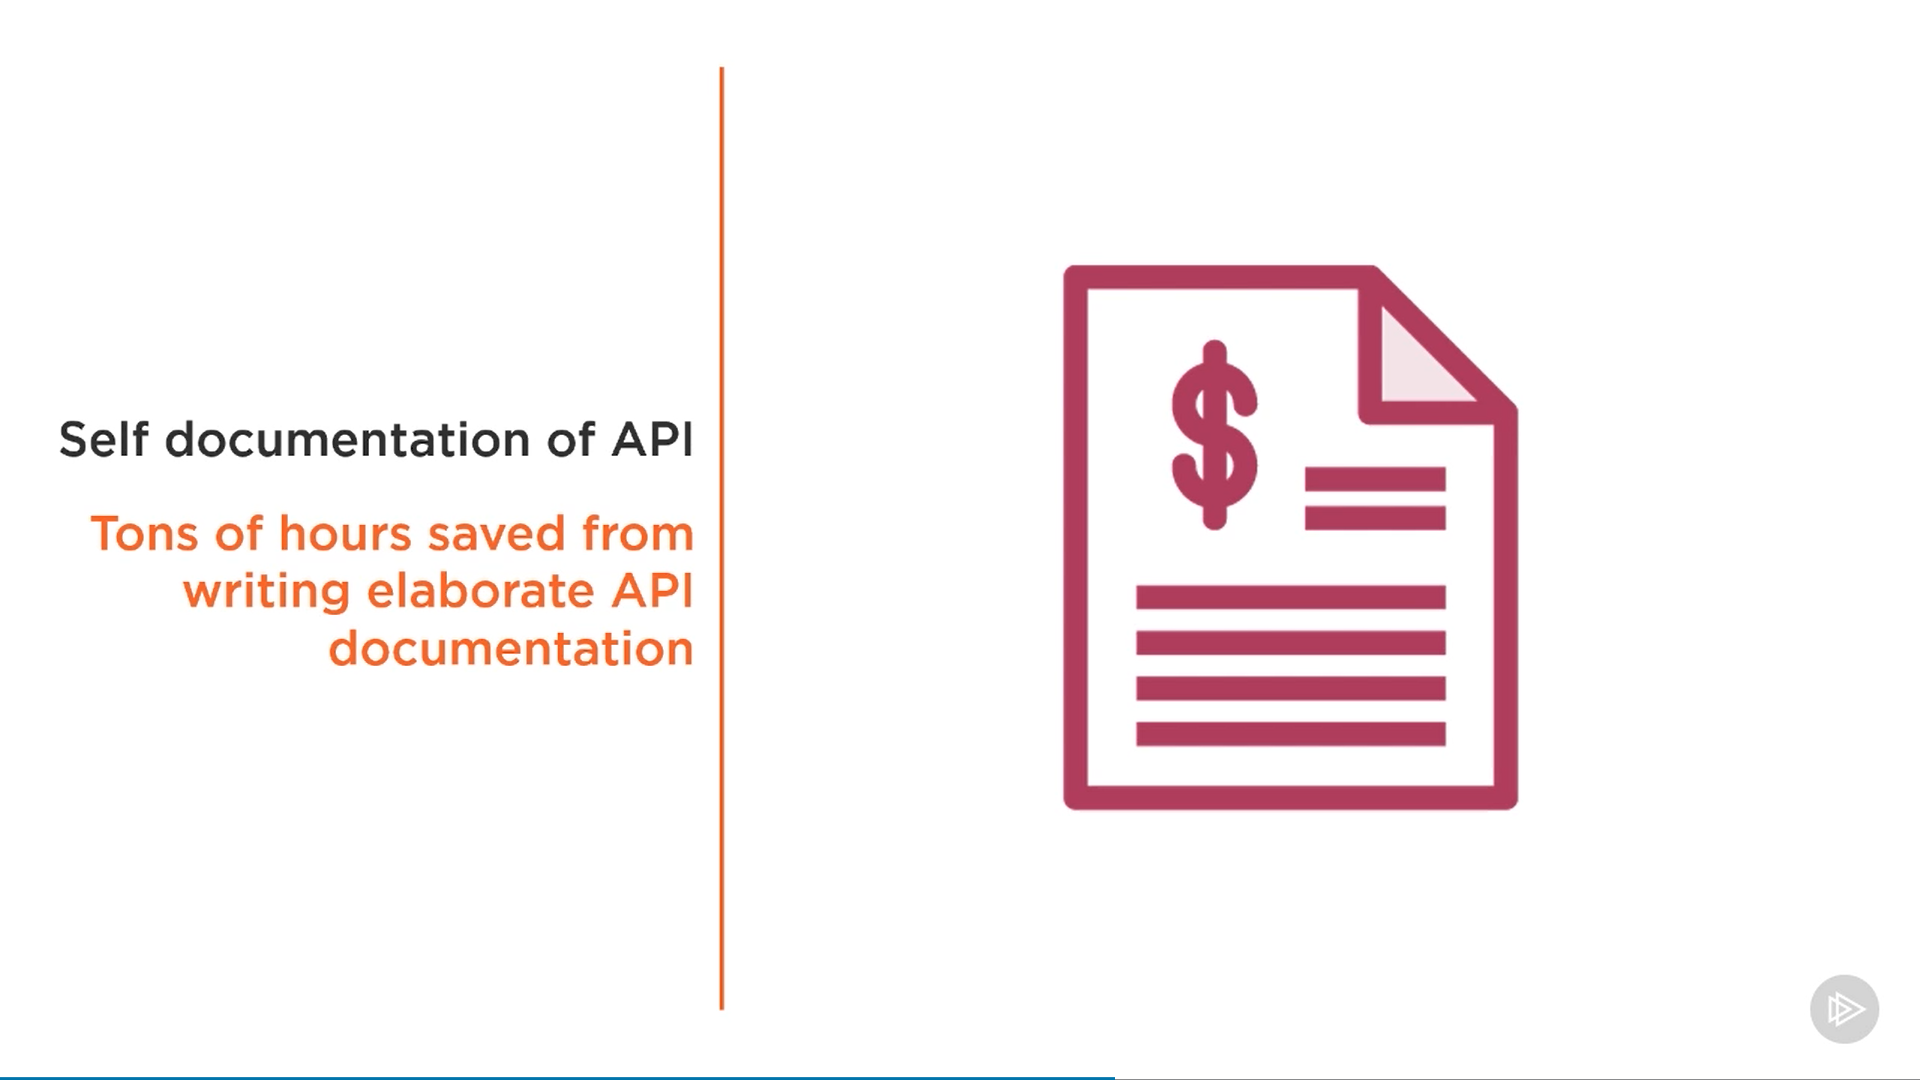 Self documentation of API
Tons of hours saved from
writing elaborate API
documentation
$